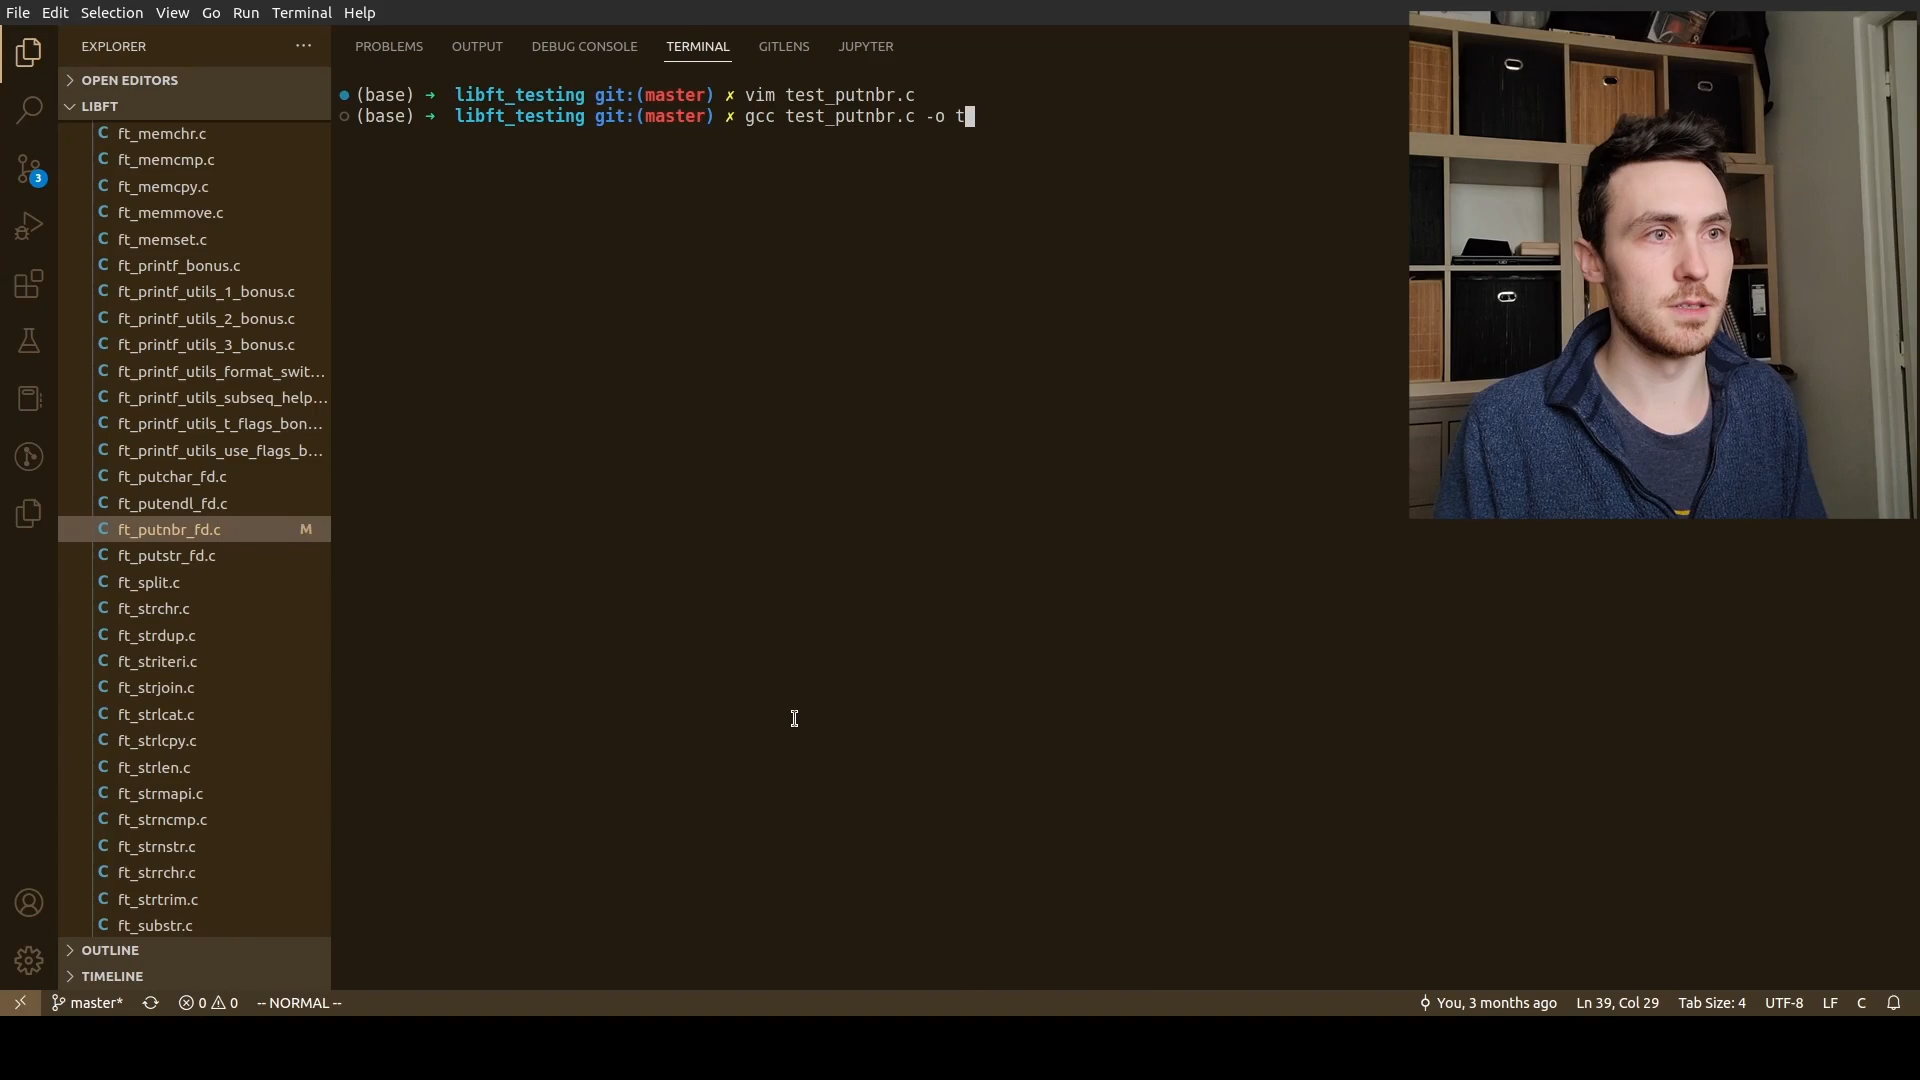 File Edit Selection View Go Run Terminal Help
EXPLORER
OPEN EDITORS
LIBFT
ft_memchr.c
ft_memcmp.c
ft_memcpy.c
ft_memmove.c
ft_memset.c
ft_printf_bonus.c
ft_printf_utils_1_bonus.c
ft_printf_utils_2_bonus.c
ft_printf_utils_3_bonus.c
ft_printf_utils_format_swit...
ft_printf_utils_subseq_help...
ft_printf_utils_t_flags_bon...
ft_printf_utils_use_flags_b...
ft_putchar_fd.c
ft_putendl_fd.c
ft_putnbr_fd.c M
ft_putstr_fd.c
ft_split.c
ft_strchr.c
ft_strdup.c
ft_striteri.c
ft_strjoin.c
ft_strlcat.c
ft_strlcpy.c
ft_strlen.c
ft_strmapi.c
ft_strncmp.c
ft_strnstr.c
ft_strrchr.c
ft_strtrim.c
ft_substr.c
OUTLINE
TIMELINE
3
PROBLEMS OUTPUT DEBUG CONSOLE TERMINAL GITLENS JUPYTER
(base) ➜ libft_testing git:(master) ✗ vim test_putnbr.c
(base) ➜ libft_testing git:(master) ✗ gcc test_putnbr.c -o t
master* 0 0 -- NORMAL -- You, 3 months ago Ln 39, Col 29 Tab Size: 4 UTF-8 LF C